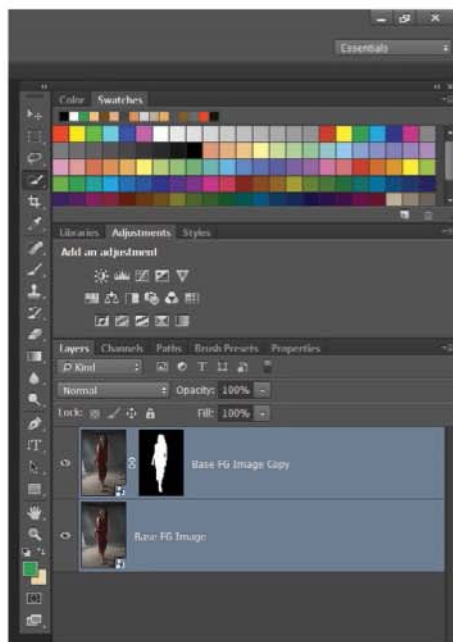 Essentials
Color Swatches
Libraries Adjustments Styles
Add an adjustment
Layers Channels Paths Brush Presets Properties
Kind
Normal Opacity: 100%
Lock: Fill: 100%
Base FG Image Copy
Base FG Image